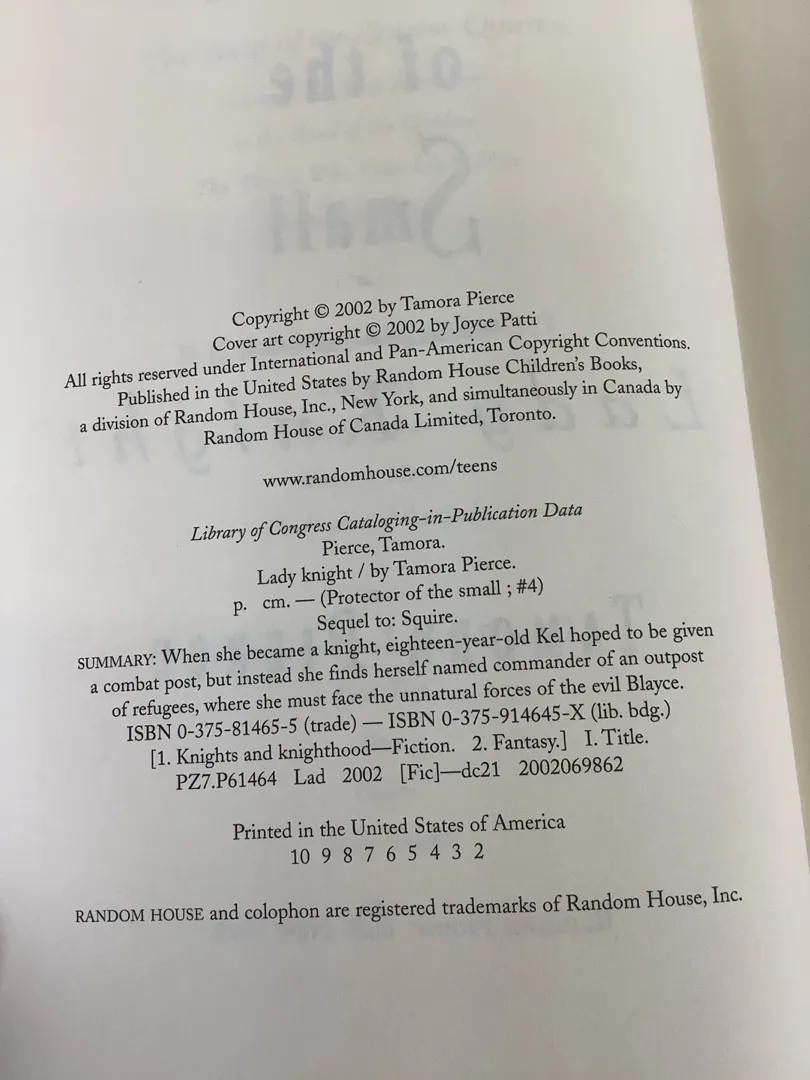 Copyright © 2002 by Tamora Pierce
Cover art copyright © 2002 by Joyce Patti
All rights reserved under International and Pan-American Copyright Conventions.
Published in the United States by Random House Children's Books,
a division of Random House, Inc., New York, and simultaneously in Canada by
Random House of Canada Limited, Toronto.
www.randomhouse.com/teens
Library of Congress Cataloging-in-Publication Data
Pierce, Tamora.
Lady knight / by Tamora Pierce.
p. cm. — (Protector of the small ; #4)
Sequel to: Squire.
SUMMARY: When she became a knight, eighteen-year-old Kel hoped to be given
a combat post, but instead she finds herself named commander of an outpost
of refugees, where she must face the unnatural forces of the evil Blayce.
ISBN 0-375-81465-5 (trade) — ISBN 0-375-914645-X (lib. bdg.)
[1. Knights and knighthood—Fiction. 2. Fantasy.] I. Title.
PZ7.P61464 Lad 2002 [Fic]—dc21 2002069862
Printed in the United States of America
10 9 8 7 6 5 4 3 2
RANDOM HOUSE and colophon are registered trademarks of Random House, Inc.